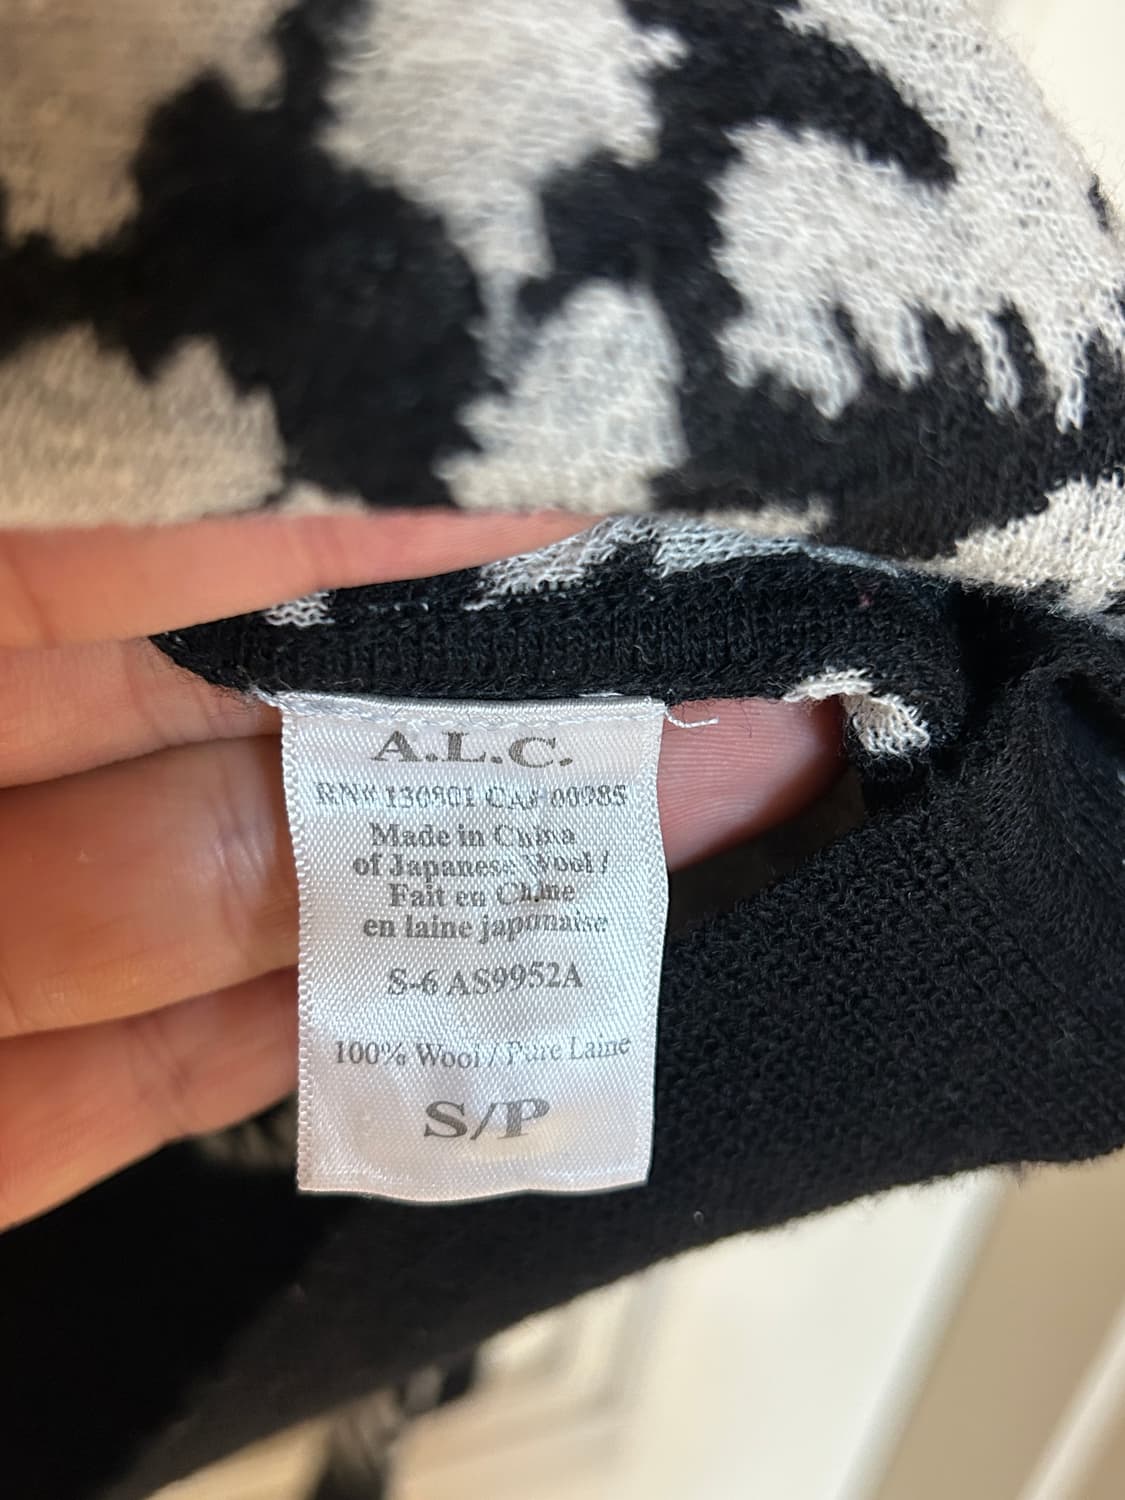 A.L.C.
RN# 130801 CA# 00985
Made in China
of Japanese Wool /
Fait en Chine
en laine japonaise
S-6 AS9952A
100% Wool / Pure Laine
S/P